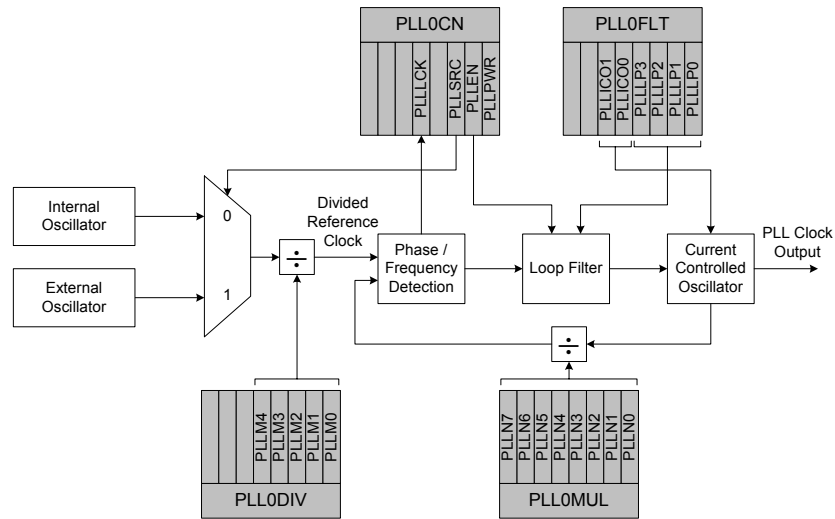 PLL0CN
PLLLCK
PLLSRC
PLLEN
PLLPWR
PLL0FLT
PLLICO1
PLLICO0
PLLLP3
PLLLP2
PLLLP1
PLLLP0
Internal
Oscillator
External
Oscillator
0
1
÷
Divided
Reference
Clock
Phase /
Frequency
Detection
Loop Filter
Current
Controlled
Oscillator
PLL Clock
Output
÷
PLLM4
PLLM3
PLLM2
PLLM1
PLLM0
PLL0DIV
PLLN7
PLLN6
PLLN5
PLLN4
PLLN3
PLLN2
PLLN1
PLLN0
PLL0MUL